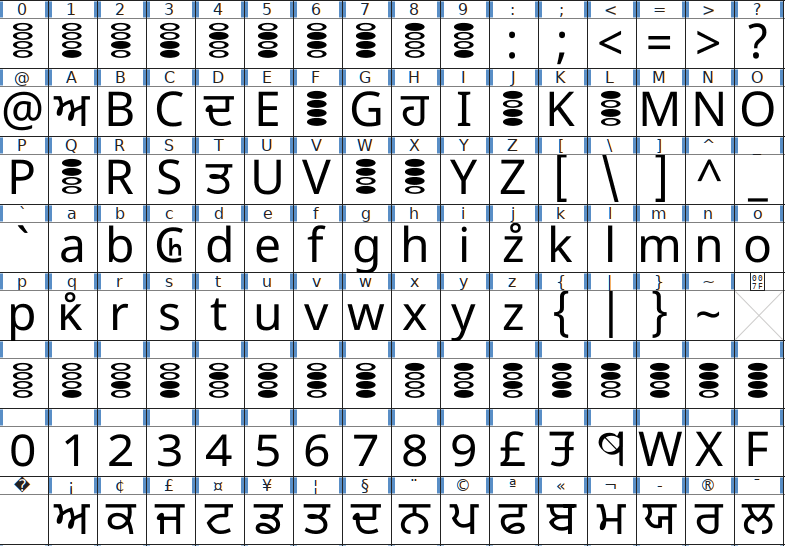 0 1 2 3 4 5 6 7 8 9 : ; < = > ?
: ; < = > ?
@ A B C D E F G H I J K L M N O
@ ਅ B C ਦ E G ਹ I K M N O
P Q R S T U V W X Y Z [ \ ] ^ _
P R S ਤ U V Y Z [ \ ] ^ _
` a b c d e f g h i j k l m n o
` a b d e f g h i k l m n o
p q r s t u v w x y z { | } ~ 007F
p r s t u v w x y z { | } ~
0 1 2 3 4 5 6 7 8 9 £ W X F
� ¡ ¢ £ ¤ ¥ ¦ § ¨ © ª « ¬ - ® ¯
ਅ ਕ ਜ ਟ ਡ ਤ ਦ ਨ ਪ ਫ ਬ ਮ ਯ ਰ ਲ